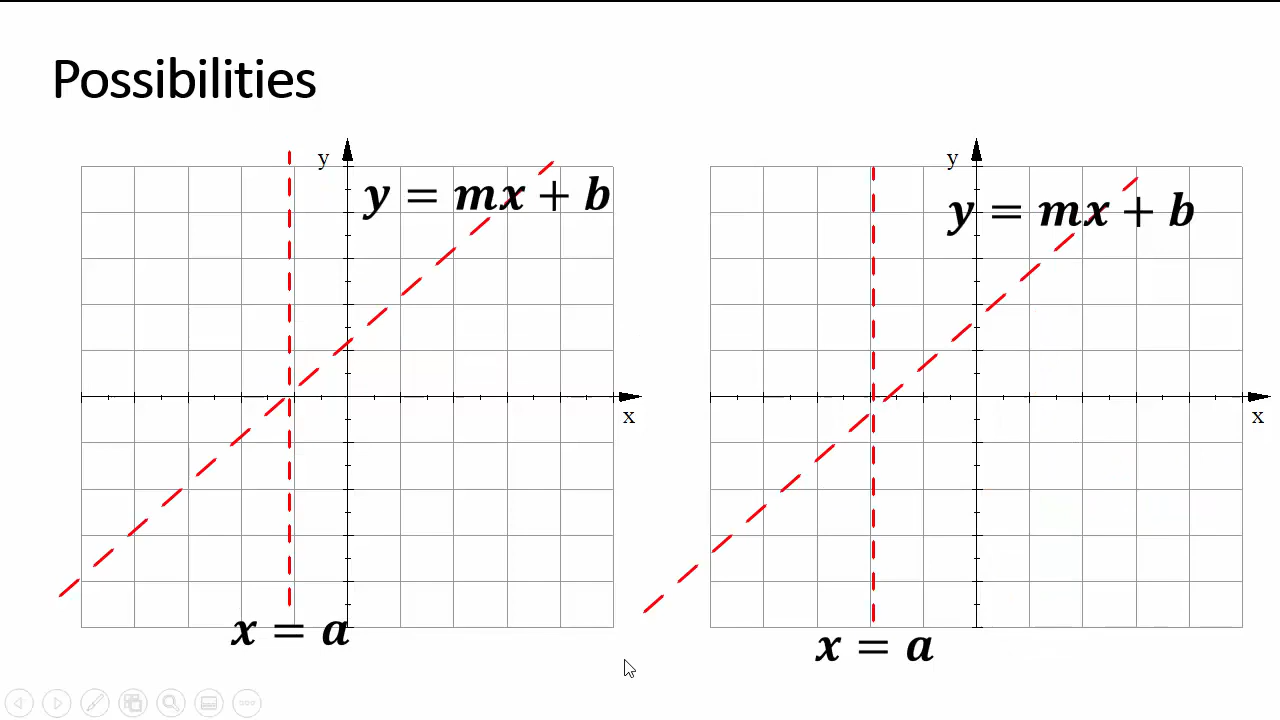 Possibilities
y
y = mx + b
x
x = a
y
y = mx + b
x
x = a